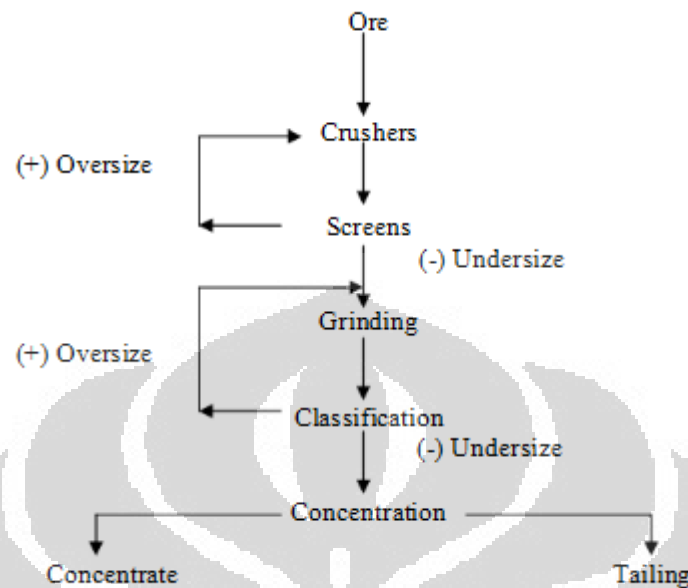 Ore
Crushers
(+) Oversize
Screens
(-) Undersize
Grinding
(+) Oversize
Classification
(-) Undersize
Concentration
Concentrate
Tailing